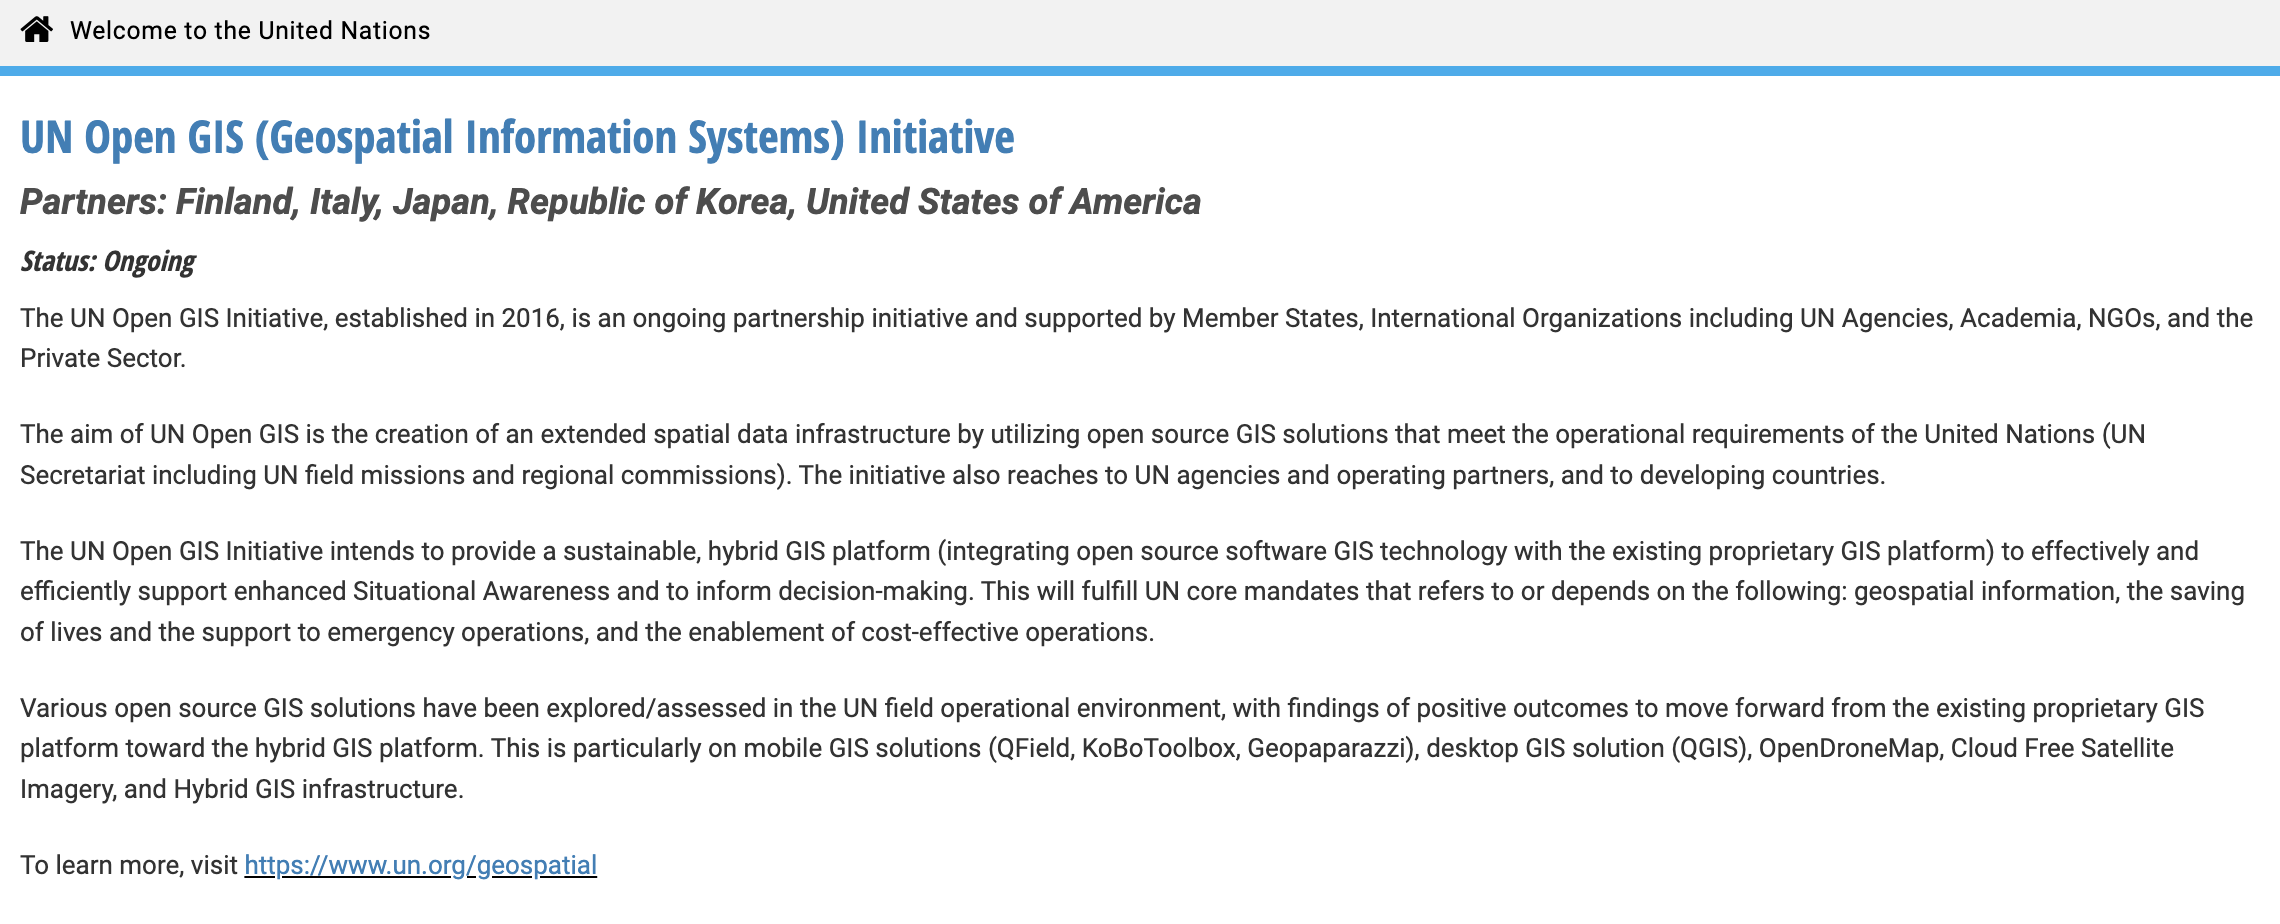 Welcome to the United Nations
UN Open GIS (Geospatial Information Systems) Initiative
Partners: Finland, Italy, Japan, Republic of Korea, United States of America
Status: Ongoing
The UN Open GIS Initiative, established in 2016, is an ongoing partnership initiative and supported by Member States, International Organizations including UN Agencies, Academia, NGOs, and the
Private Sector.
The aim of UN Open GIS is the creation of an extended spatial data infrastructure by utilizing open source GIS solutions that meet the operational requirements of the United Nations (UN
Secretariat including UN field missions and regional commissions). The initiative also reaches to UN agencies and operating partners, and to developing countries.
The UN Open GIS Initiative intends to provide a sustainable, hybrid GIS platform (integrating open source software GIS technology with the existing proprietary GIS platform) to effectively and
efficiently support enhanced Situational Awareness and to inform decision-making. This will fulfill UN core mandates that refers to or depends on the following: geospatial information, the saving
of lives and the support to emergency operations, and the enablement of cost-effective operations.
Various open source GIS solutions have been explored/assessed in the UN field operational environment, with findings of positive outcomes to move forward from the existing proprietary GIS
platform toward the hybrid GIS platform. This is particularly on mobile GIS solutions (QField, KoBoToolbox, Geopaparazzi), desktop GIS solution (QGIS), OpenDroneMap, Cloud Free Satellite
Imagery, and Hybrid GIS infrastructure.
To learn more, visit https://www.un.org/geospatial